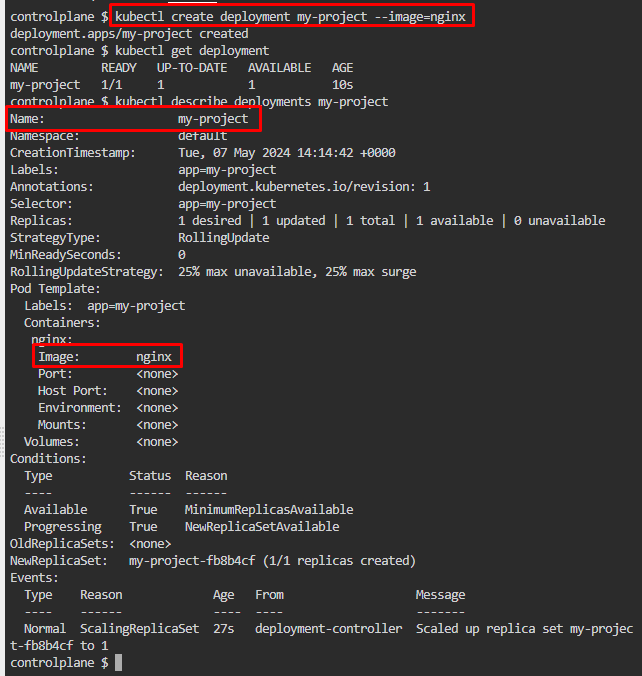 controlplane $ kubectl create deployment my-project --image=nginx
deployment.apps/my-project created
controlplane $ kubectl get deployment
NAME         READY   UP-TO-DATE   AVAILABLE   AGE
my-project   1/1     1            1           10s
controlplane $ kubectl describe deployments my-project
Name:                   my-project
Namespace:              default
CreationTimestamp:      Tue, 07 May 2024 14:14:42 +0000
Labels:                 app=my-project
Annotations:            deployment.kubernetes.io/revision: 1
Selector:               app=my-project
Replicas:               1 desired | 1 updated | 1 total | 1 available | 0 unavailable
StrategyType:           RollingUpdate
MinReadySeconds:        0
RollingUpdateStrategy:  25% max unavailable, 25% max surge
Pod Template:
  Labels:  app=my-project
  Containers:
   nginx:
    Image:        nginx
    Port:         <none>
    Host Port:    <none>
    Environment:  <none>
    Mounts:       <none>
  Volumes:        <none>
Conditions:
  Type           Status  Reason
  ----           ------  ------
  Available      True    MinimumReplicasAvailable
  Progressing    True    NewReplicaSetAvailable
OldReplicaSets:  <none>
NewReplicaSet:   my-project-fb8b4cf (1/1 replicas created)
Events:
  Type    Reason             Age   From                   Message
  ----    ------             ----  ----                   -------
  Normal  ScalingReplicaSet  27s   deployment-controller  Scaled up replica set my-projec
t-fb8b4cf to 1
controlplane $